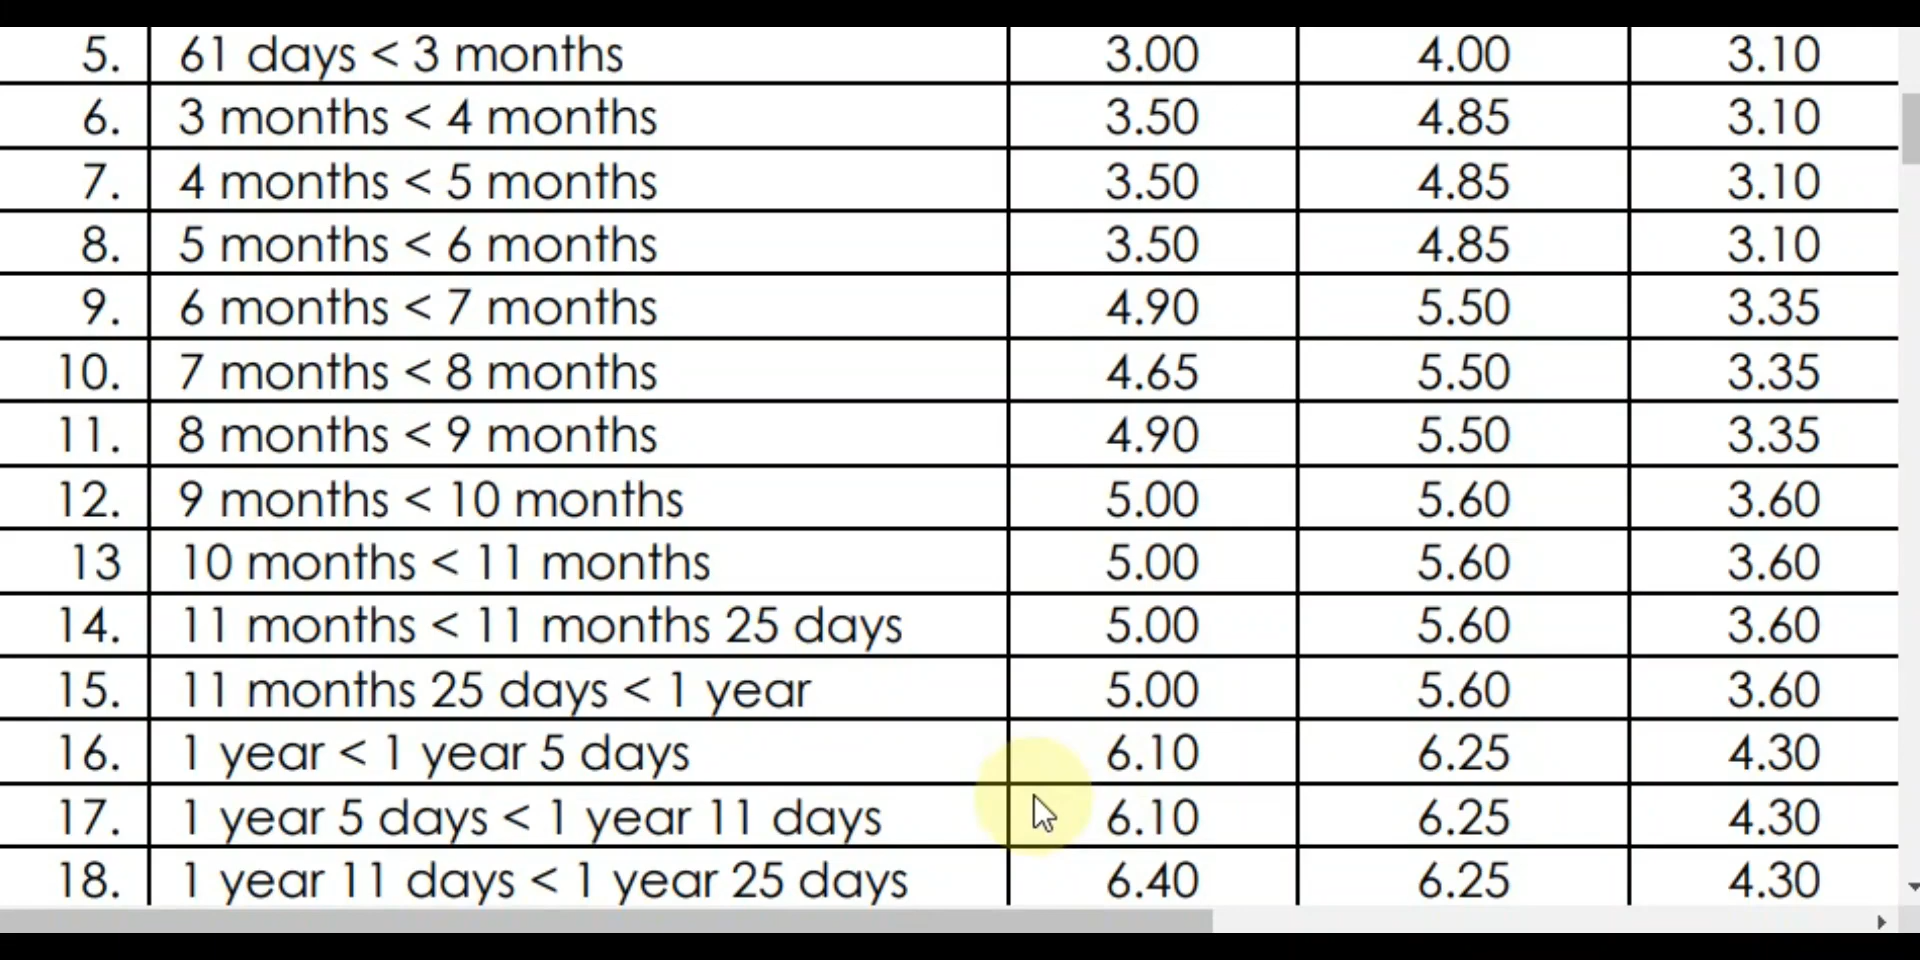 5. 61 days < 3 months 3.00 4.00 3.10
6. 3 months < 4 months 3.50 4.85 3.10
7. 4 months < 5 months 3.50 4.85 3.10
8. 5 months < 6 months 3.50 4.85 3.10
9. 6 months < 7 months 4.90 5.50 3.35
10. 7 months < 8 months 4.65 5.50 3.35
11. 8 months < 9 months 4.90 5.50 3.35
12. 9 months < 10 months 5.00 5.60 3.60
13 10 months < 11 months 5.00 5.60 3.60
14. 11 months < 11 months 25 days 5.00 5.60 3.60
15. 11 months 25 days < 1 year 5.00 5.60 3.60
16. 1 year < 1 year 5 days 6.10 6.25 4.30
17. 1 year 5 days < 1 year 11 days 6.10 6.25 4.30
18. 1 year 11 days < 1 year 25 days 6.40 6.25 4.30